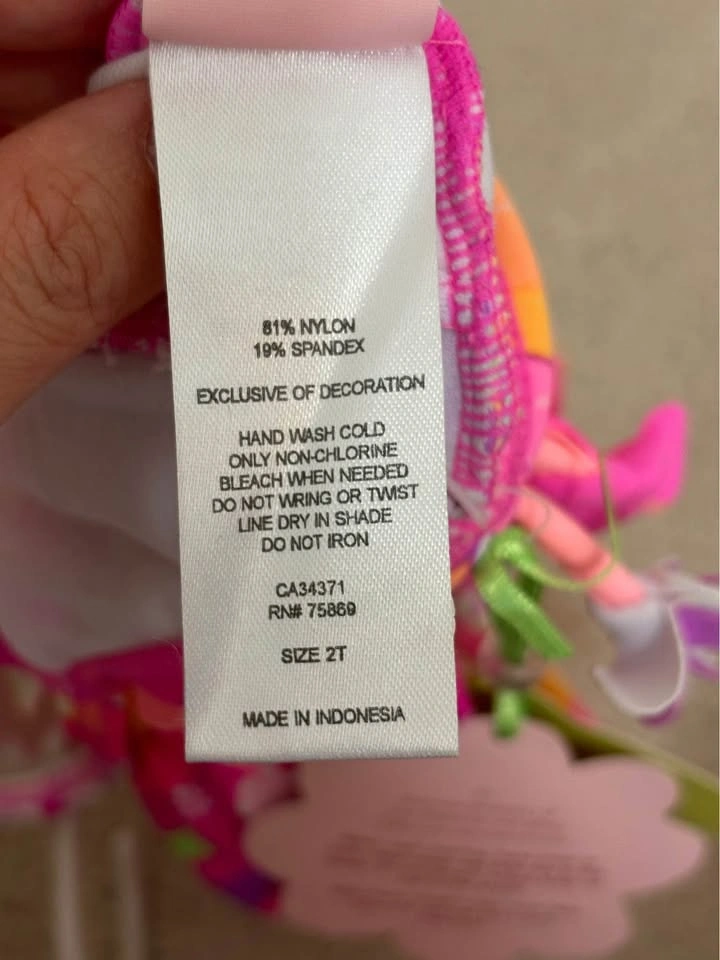 81% NYLON
19% SPANDEX
EXCLUSIVE OF DECORATION
HAND WASH COLD
ONLY NON-CHLORINE
BLEACH WHEN NEEDED
DO NOT WRING OR TWIST
LINE DRY IN SHADE
DO NOT IRON
CA34371
RN# 75869
SIZE 2T
MADE IN INDONESIA